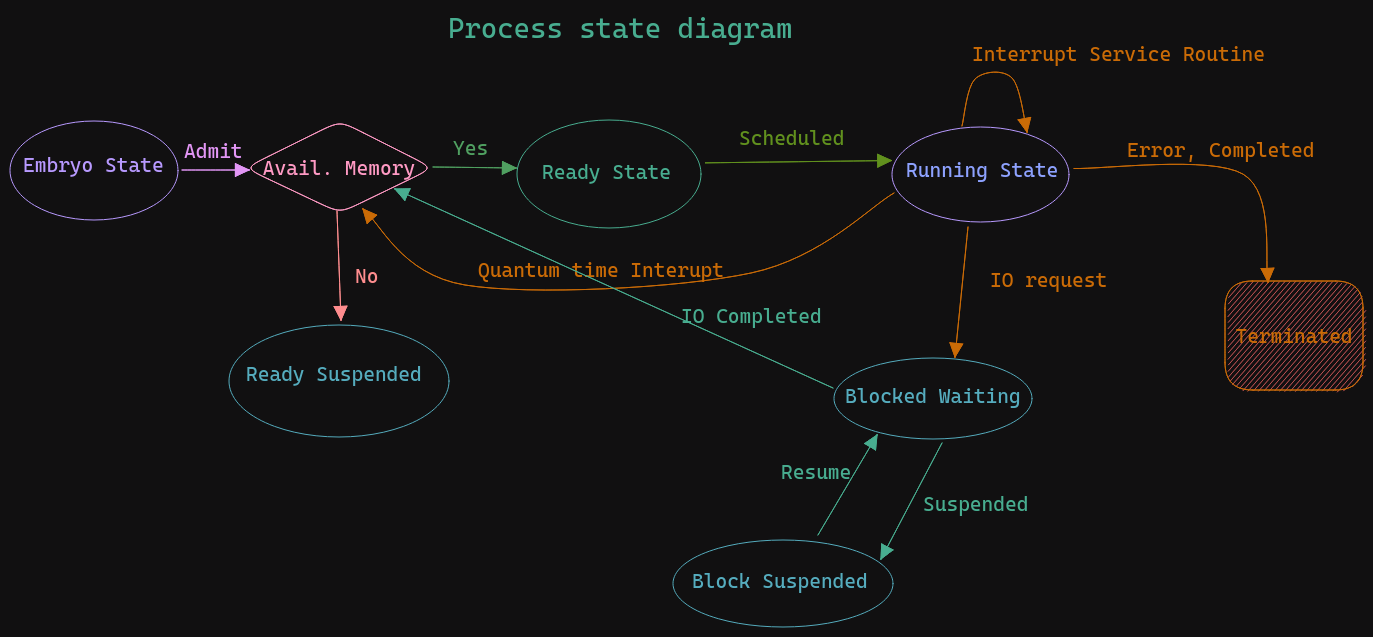 Process state diagram
Interrupt Service Routine
Embryo State
Admit
Avail. Memory
Yes
Ready State
Scheduled
Running State
Error, Completed
No
Quantum time Interupt
IO request
IO Completed
Terminated
Ready Suspended
Blocked Waiting
Resume
Suspended
Block Suspended